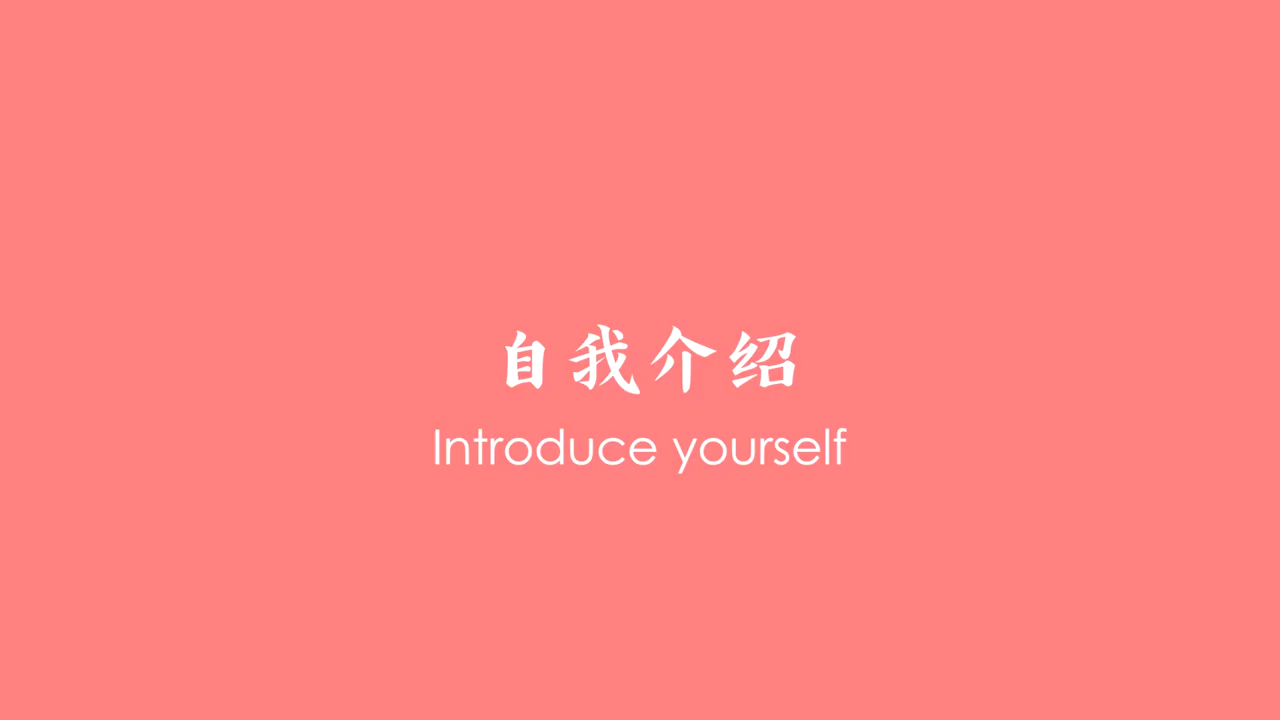 自我介绍
Introduce yourself